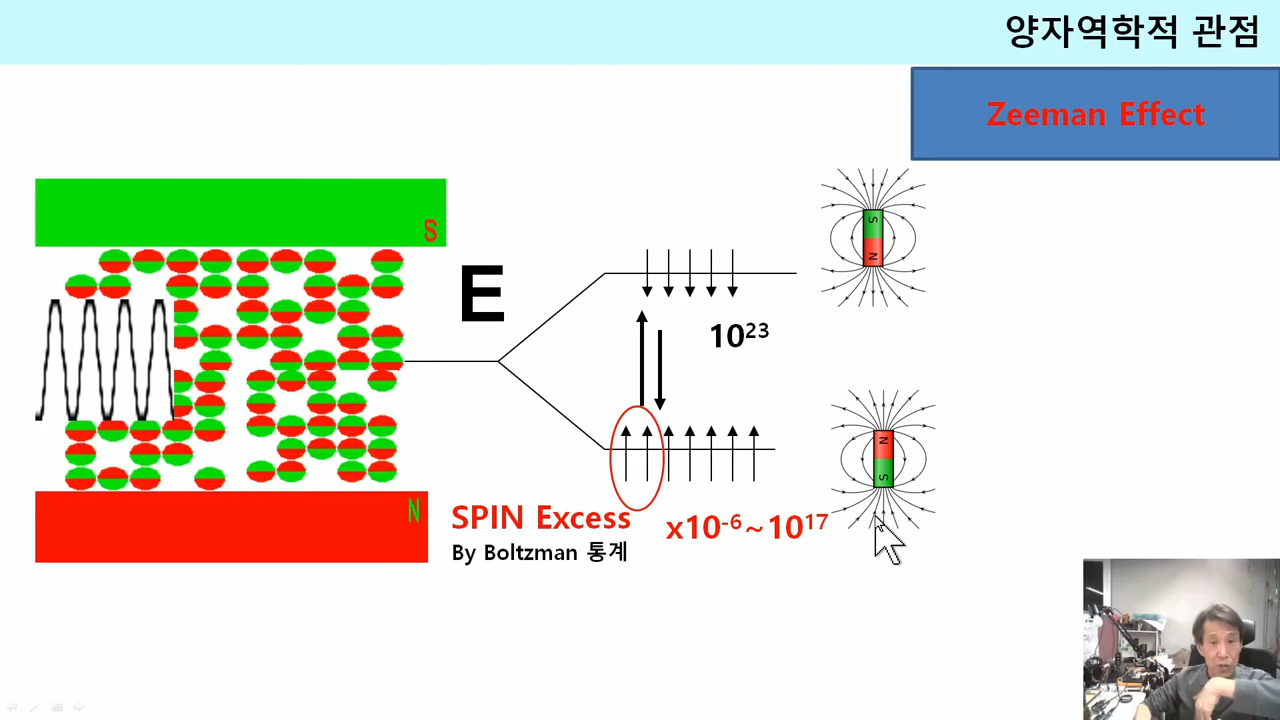 양자역학적 관점
Zeeman Effect
S
E
10²³
S
N
N
S
N
SPIN Excess
x10⁻⁶~10¹⁷
By Boltzman 통계